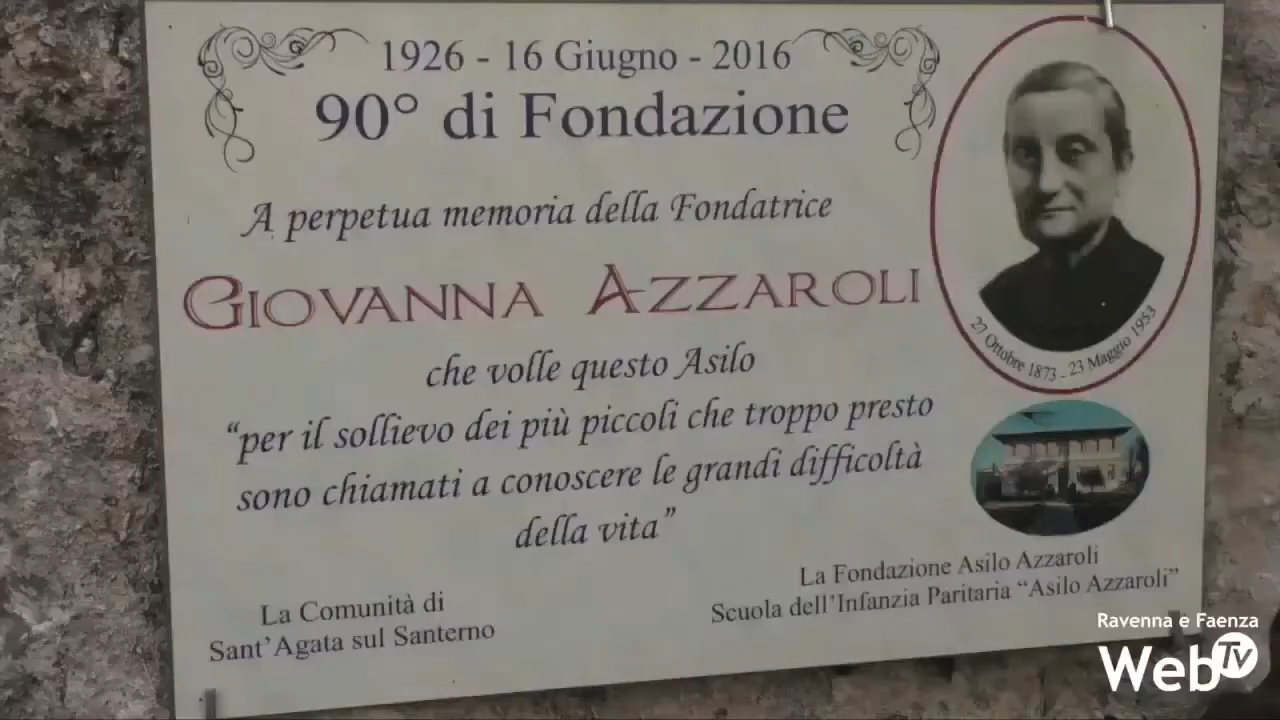 1926 - 16 Giugno - 2016
90° di Fondazione
A perpetua memoria della Fondatrice
GIOVANNA AZZAROLI
che volle questo Asilo
“per il sollievo dei più piccoli che troppo presto
sono chiamati a conoscere le grandi difficoltà
della vita”
27 Ottobre 1873 - 23 Maggio 1953
La Comunità di
Sant'Agata sul Santerno
La Fondazione Asilo Azzaroli
Scuola dell'Infanzia Paritaria “Asilo Azzaroli”
Ravenna e Faenza
WebTv